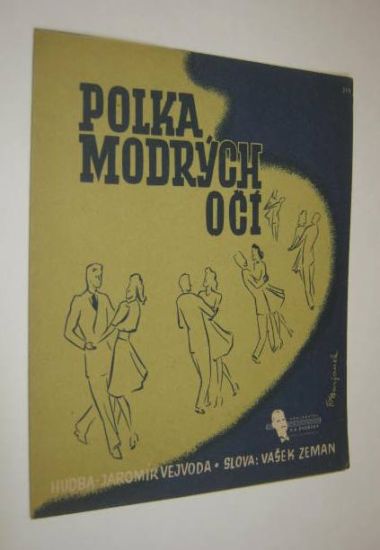 POLKA
MODRÝCH
OČÍ
HUDBA: JAROMÍR VEJVODA • SLOVA: VAŠEK ZEMAN